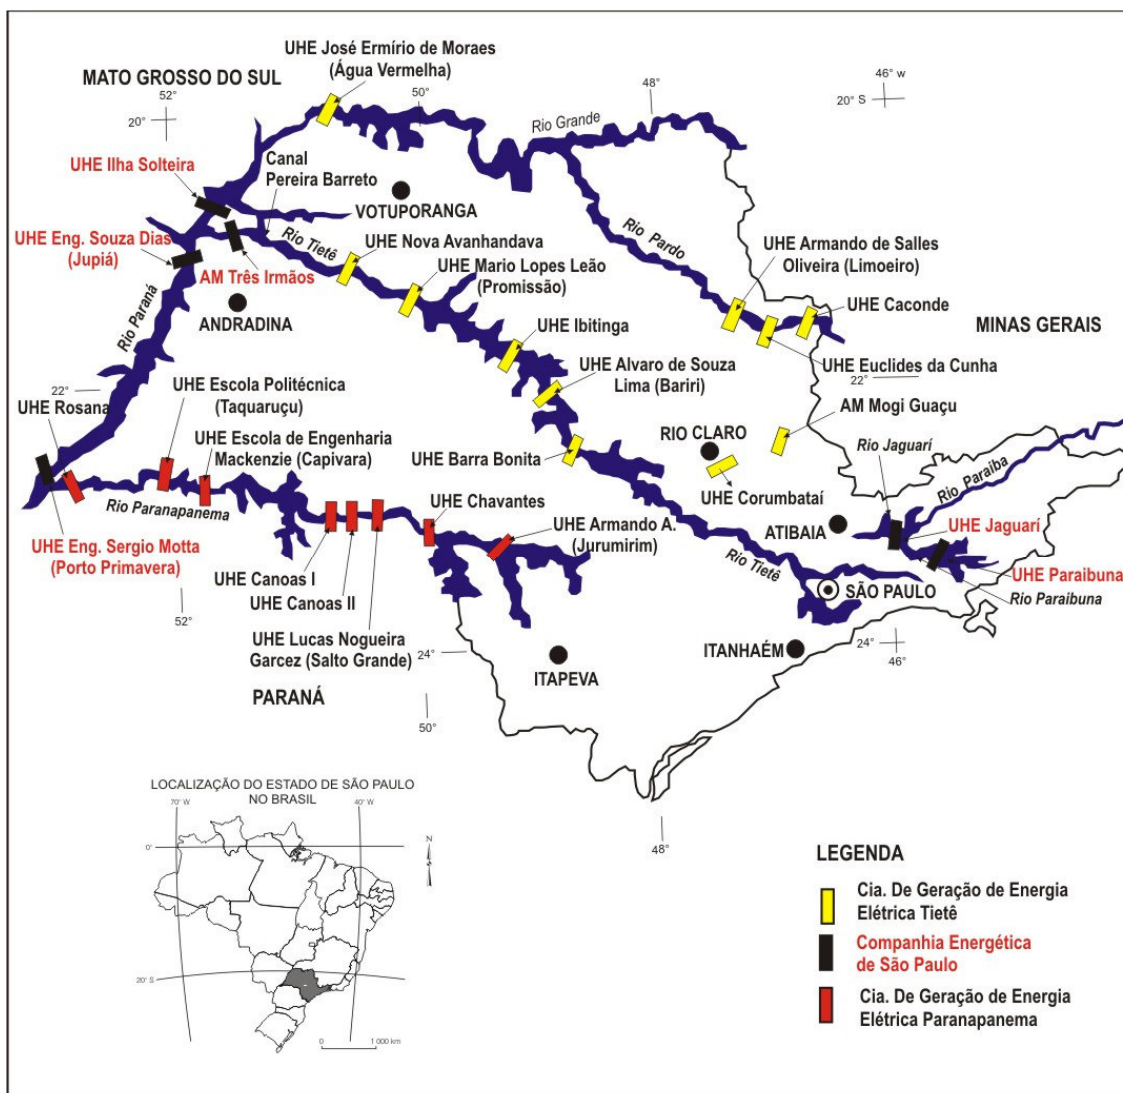 UHE José Ermírio de Moraes
(Água Vermelha)
MATO GROSSO DO SUL
52°
20°
50°
48°
46° w
20° S
Rio Grande
UHE Ilha Solteira
Canal
Pereira Barreto
VOTUPORANGA
UHE Eng. Souza Dias
(Jupiá)
AM Três Irmãos
Rio Tietê
UHE Nova Avanhandava
UHE Mario Lopes Leão
(Promissão)
Rio Pardo
UHE Armando de Salles
Oliveira (Limoeiro)
UHE Caconde
ANDRADINA
Rio Paraná
UHE Ibitinga
MINAS GERAIS
UHE Euclides da Cunha
22°
UHE Alvaro de Souza
Lima (Bariri)
22°
UHE Rosana
UHE Escola Politécnica
(Taquaruçu)
UHE Escola de Engenharia
Mackenzie (Capivara)
AM Mogi Guaçu
RIO CLARO
Rio Jaguarí
UHE Barra Bonita
UHE Corumbataí
Rio Paraiba
Rio Paranapanema
UHE Chavantes
ATIBAIA
UHE Jaguarí
UHE Armando A.
(Jurumirim)
UHE Eng. Sergio Motta
(Porto Primavera)
Rio Tietê
UHE Paraibuna
UHE Canoas I
SÃO PAULO
Rio Paraibuna
UHE Canoas II
52°
UHE Lucas Nogueira
Garcez (Salto Grande)
24°
ITANHAÉM
24°
46°
ITAPEVA
PARANÁ
50°
LOCALIZAÇÃO DO ESTADO DE SÃO PAULO
NO BRASIL
70° W
40° W
0°
N
20° S
0
1 000 km
48°
LEGENDA
Cia. De Geração de Energia
Elétrica Tietê
Companhia Energética
de São Paulo
Cia. De Geração de Energia
Elétrica Paranapanema